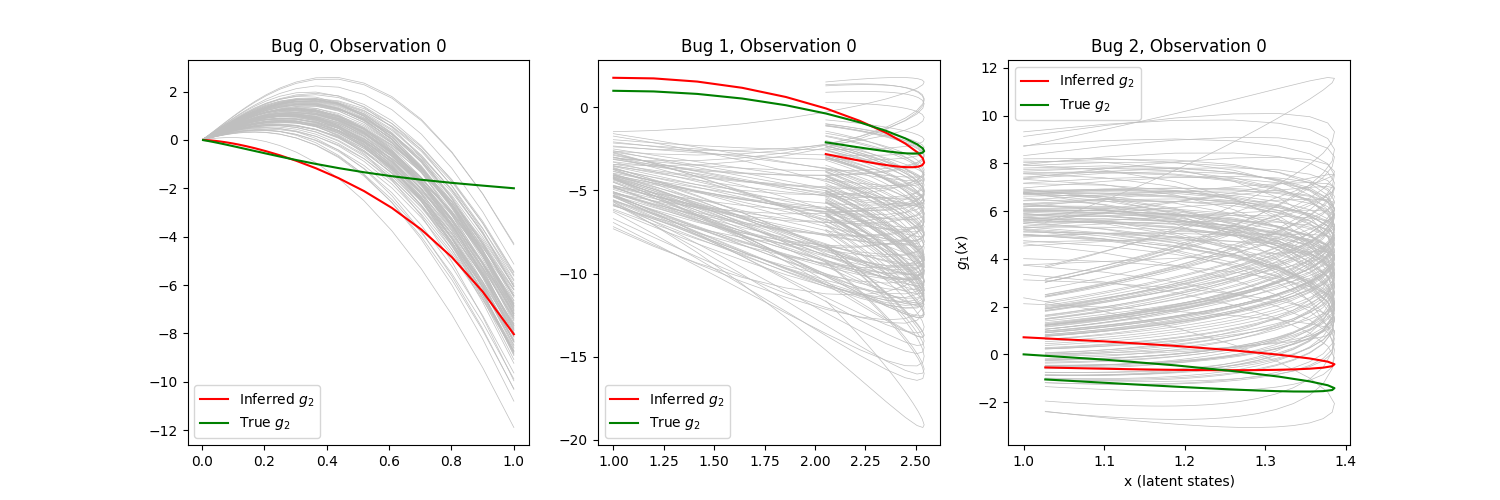 Bug 0, Observation 0
2
0
−2
−4
−6
−8
−10
−12
0.0 0.2 0.4 0.6 0.8 1.0
Inferred g₂
True g₂
Bug 1, Observation 0
0
−5
−10
−15
−20
1.00 1.25 1.50 1.75 2.00 2.25 2.50
Inferred g₂
True g₂
Bug 2, Observation 0
12
10
8
6
4
2
0
−2
g₁(x)
1.0 1.1 1.2 1.3 1.4
x (latent states)
Inferred g₂
True g₂